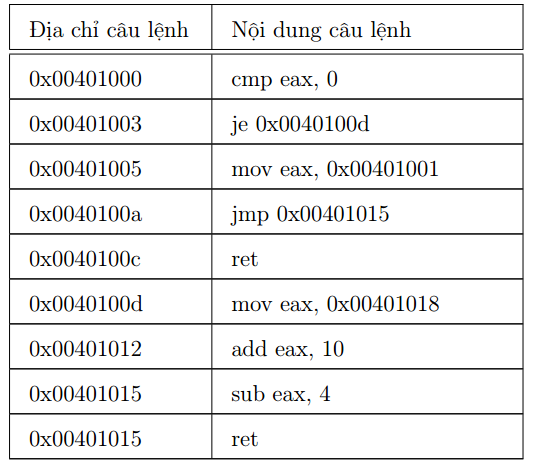 Địa chỉ câu lệnh Nội dung câu lệnh
0x00401000 cmp eax, 0
0x00401003 je 0x0040100d
0x00401005 mov eax, 0x00401001
0x0040100a jmp 0x00401015
0x0040100c ret
0x0040100d mov eax, 0x00401018
0x00401012 add eax, 10
0x00401015 sub eax, 4
0x00401015 ret